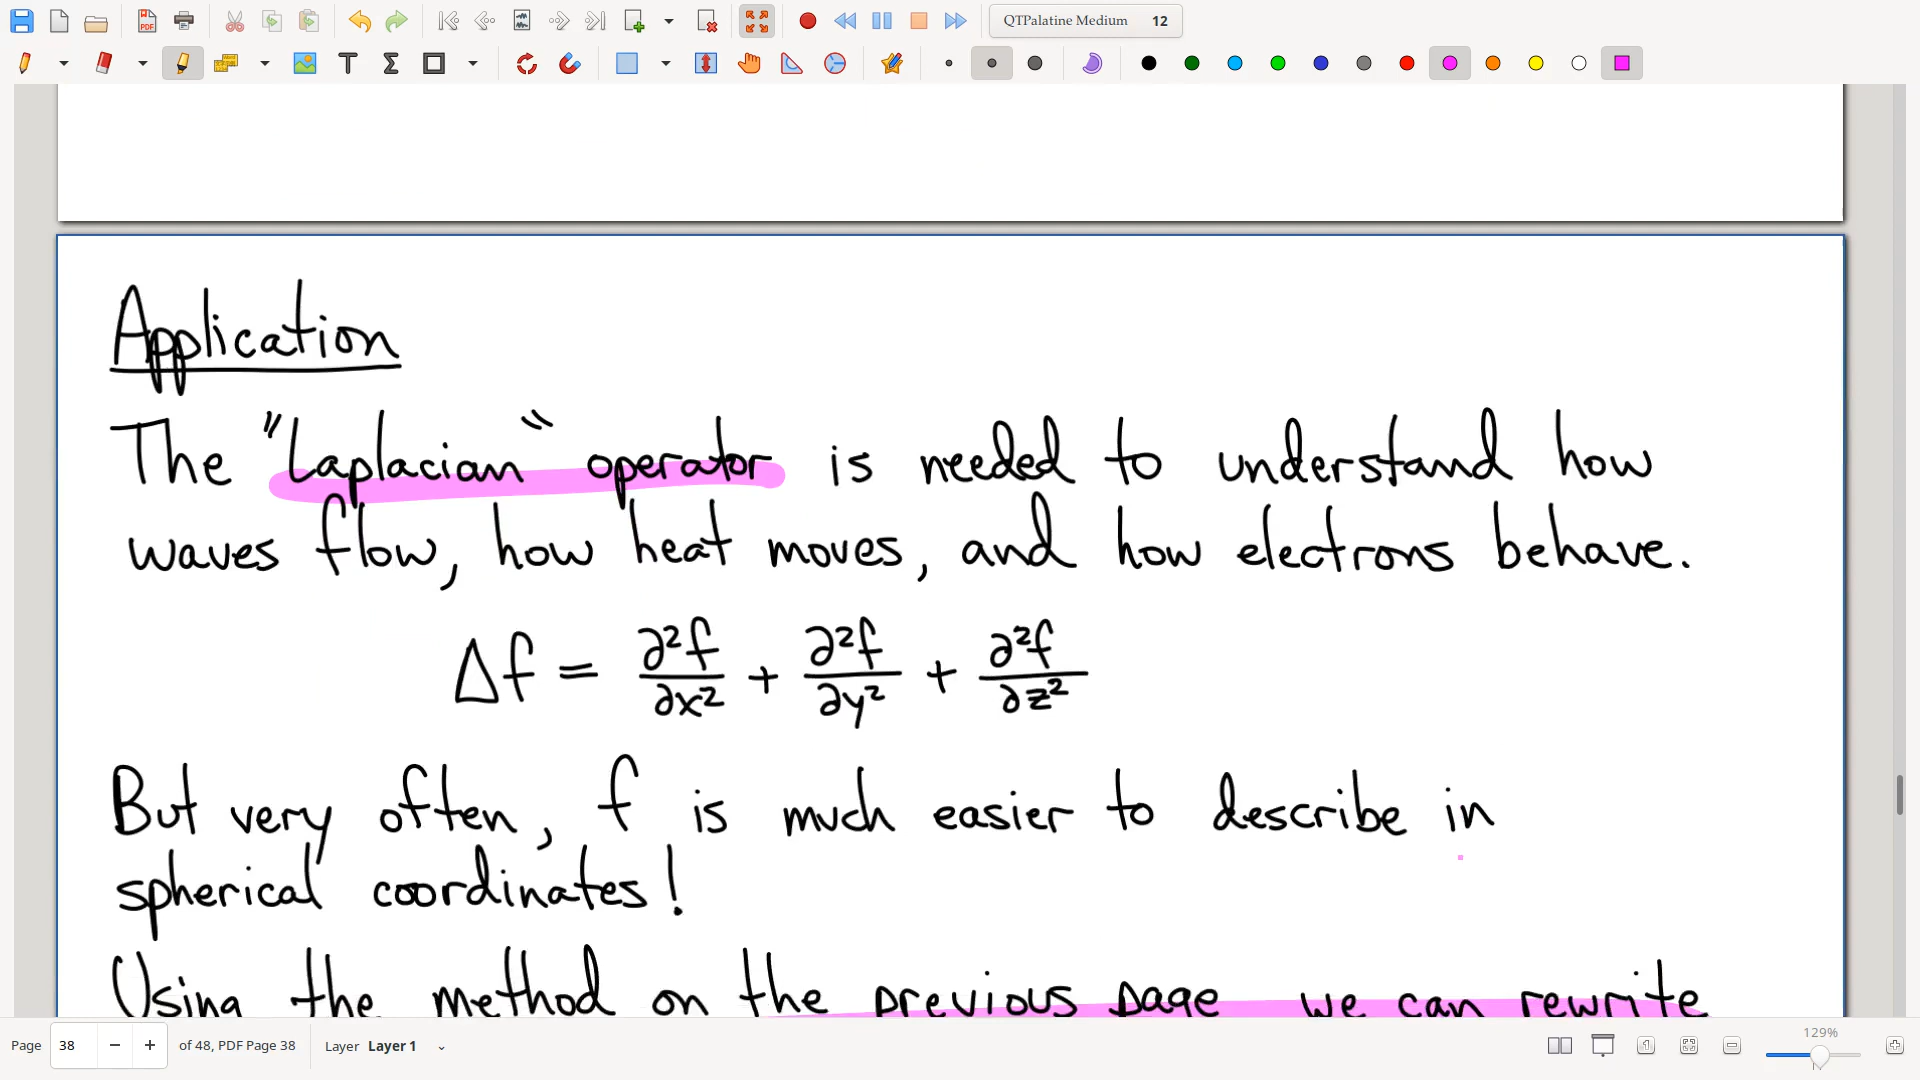 QTPalatine Medium 12
Application
The "Laplacian" operator is needed to understand how
waves flow, how heat moves, and how electrons behave.
Δf = ∂²f/∂x² + ∂²f/∂y² + ∂²f/∂z²
But very often, f is much easier to describe in
spherical coordinates!
Using the method on the previous page we can rewrite
Page 38 of 48, PDF Page 38 Layer Layer 1 129%